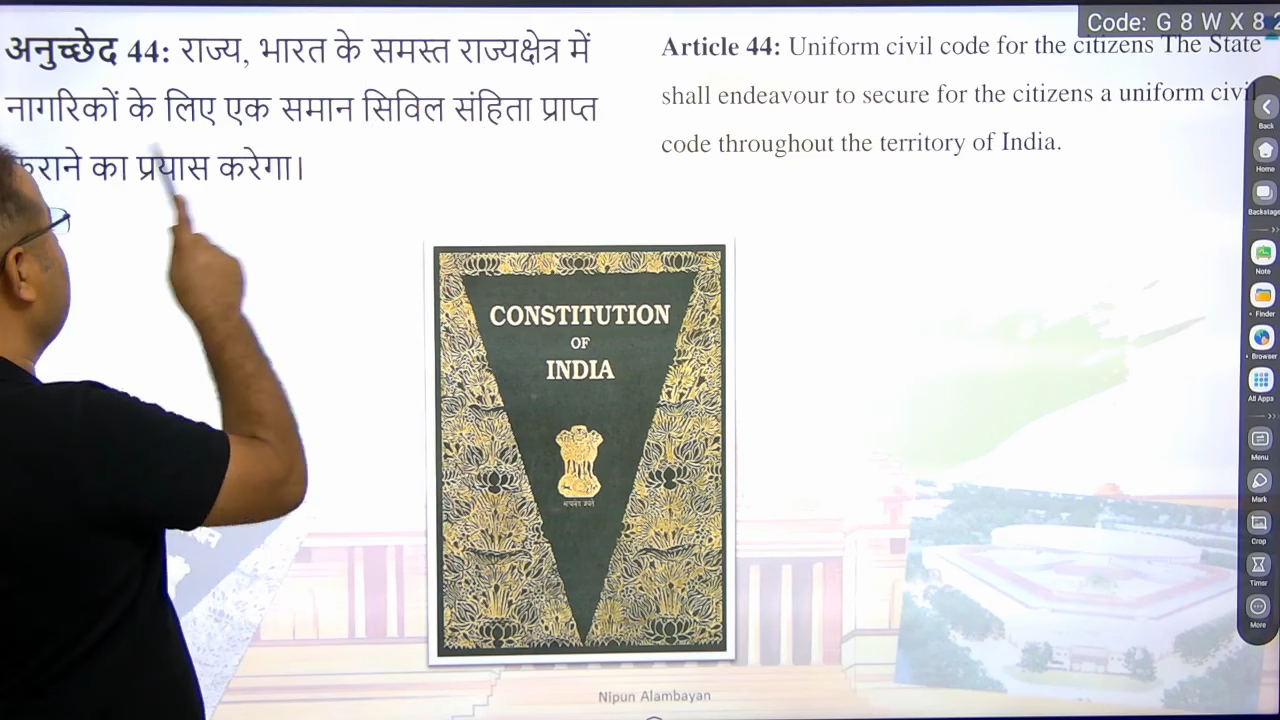 Code: G 8 W X 8 2
अनुच्छेद 44: राज्य, भारत के समस्त राज्यक्षेत्र में
नागरिकों के लिए एक समान सिविल संहिता प्राप्त
कराने का प्रयास करेगा।
Article 44: Uniform civil code for the citizens The State
shall endeavour to secure for the citizens a uniform civil
code throughout the territory of India.
CONSTITUTION
OF
INDIA
सत्यमेव जयते
Nipun Alambayan
Back
Home
Backstage
Note
Finder
Browser
All Apps
Menu
Mark
Crop
Timer
More